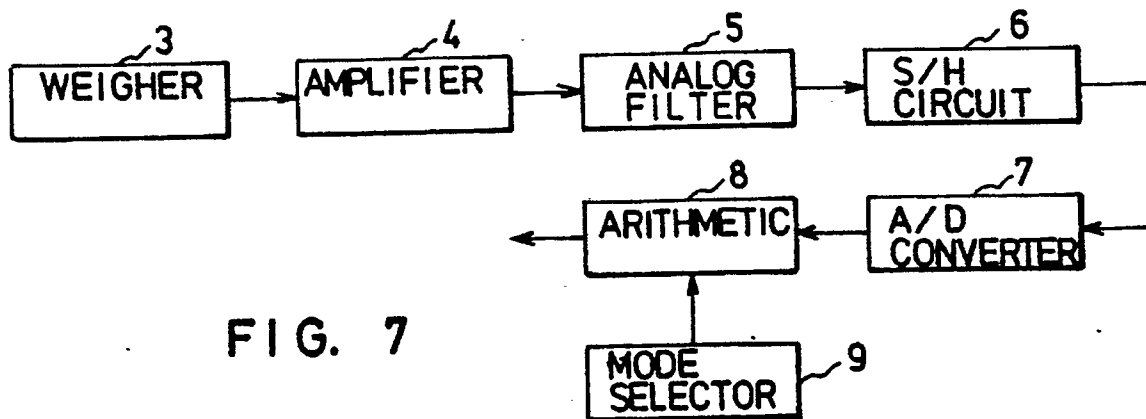 3
WEIGHER
4
AMPLIFIER
5
ANALOG
FILTER
6
S/H
CIRCUIT
8
ARITHMETIC
7
A/D
CONVERTER
FIG. 7
MODE
SELECTOR
9